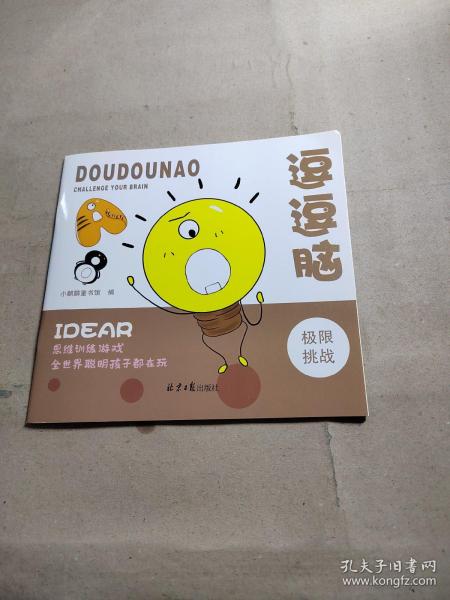 DOUDOUNAO
CHALLENGE YOUR BRAIN
逗逗脑
小麒麟童书馆 编
IDEAR
思维训练游戏
全世界聪明孩子都在玩
极限
挑战
北京日报出版社
孔夫子旧书网
www.kongfz.com